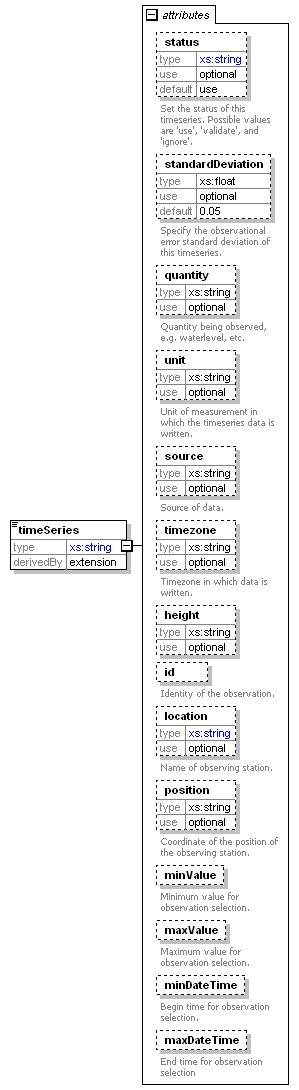 attributes
status
type xs:string
use optional
default use
Set the status of this
timeseries. Possible values
are 'use', 'validate', and
'ignore'.
standardDeviation
type xs:float
use optional
default 0.05
Specify the observational
error standard deviation of
this timeseries.
quantity
type xs:string
use optional
Quantity being observed,
e.g. waterlevel, etc.
unit
type xs:string
use optional
Unit of measurement in
which the timeseries data is
written.
source
type xs:string
use optional
Source of data.
timeSeries
type xs:string
derivedBy extension
timezone
type xs:string
use optional
Timezone in which data is
written.
height
type xs:string
use optional
id
Identity of the observation.
location
type xs:string
use optional
Name of observing station.
position
type xs:string
use optional
Coordinate of the position of
the observing station.
minValue
Minimum value for
observation selection.
maxValue
Maximum value for
observation selection.
minDateTime
Begin time for observation
selection.
maxDateTime
End time for observation
selection